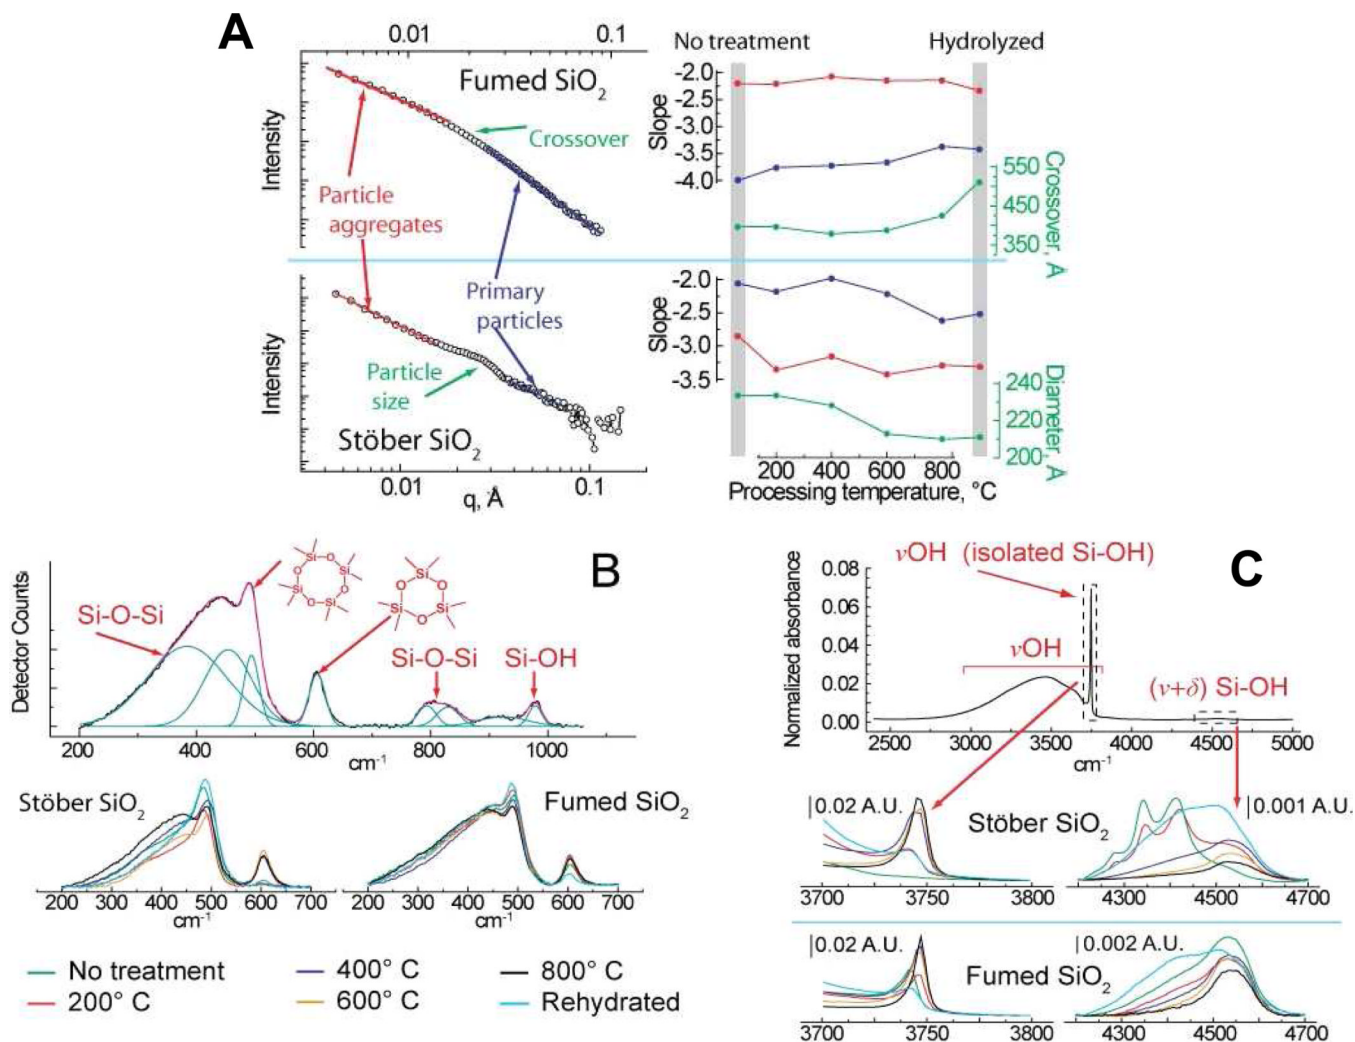 A
0.01 0.1
Fumed SiO2
Crossover
Particle
aggregates
Intensity
Primary
particles
Particle
size
Stöber SiO2
Intensity
0.01 0.1
q, Å
No treatment Hydrolyzed
-2.0
-2.5
-3.0
-3.5
-4.0
Slope
550
450
350
Crossover, Å
-2.0
-2.5
-3.0
-3.5
Slope
240
220
200
Diameter, Å
200 400 600 800
Processing temperature, °C
B
Detector Counts
Si-O-Si
Si O Si
O O
Si Si
O
Si
O O
Si Si
O
Si-O-Si
Si-OH
200 400 600 800 1000
cm-1
Stöber SiO2
Fumed SiO2
200 300 400 500 600 700
cm-1
200 300 400 500 600 700
cm-1
No treatment
200° C
400° C
600° C
800° C
Rehydrated
C
νOH (isolated Si-OH)
νOH
(ν+δ) Si-OH
Normalized absorbance
0.08
0.06
0.04
0.02
0.00
2500 3000 3500 4000 4500 5000
cm-1
0.02 A.U.
Stöber SiO2
0.001 A.U.
3700 3750 3800
4300 4500 4700
0.02 A.U.
0.002 A.U.
Fumed SiO2
3700 3750 3800
4300 4500 4700